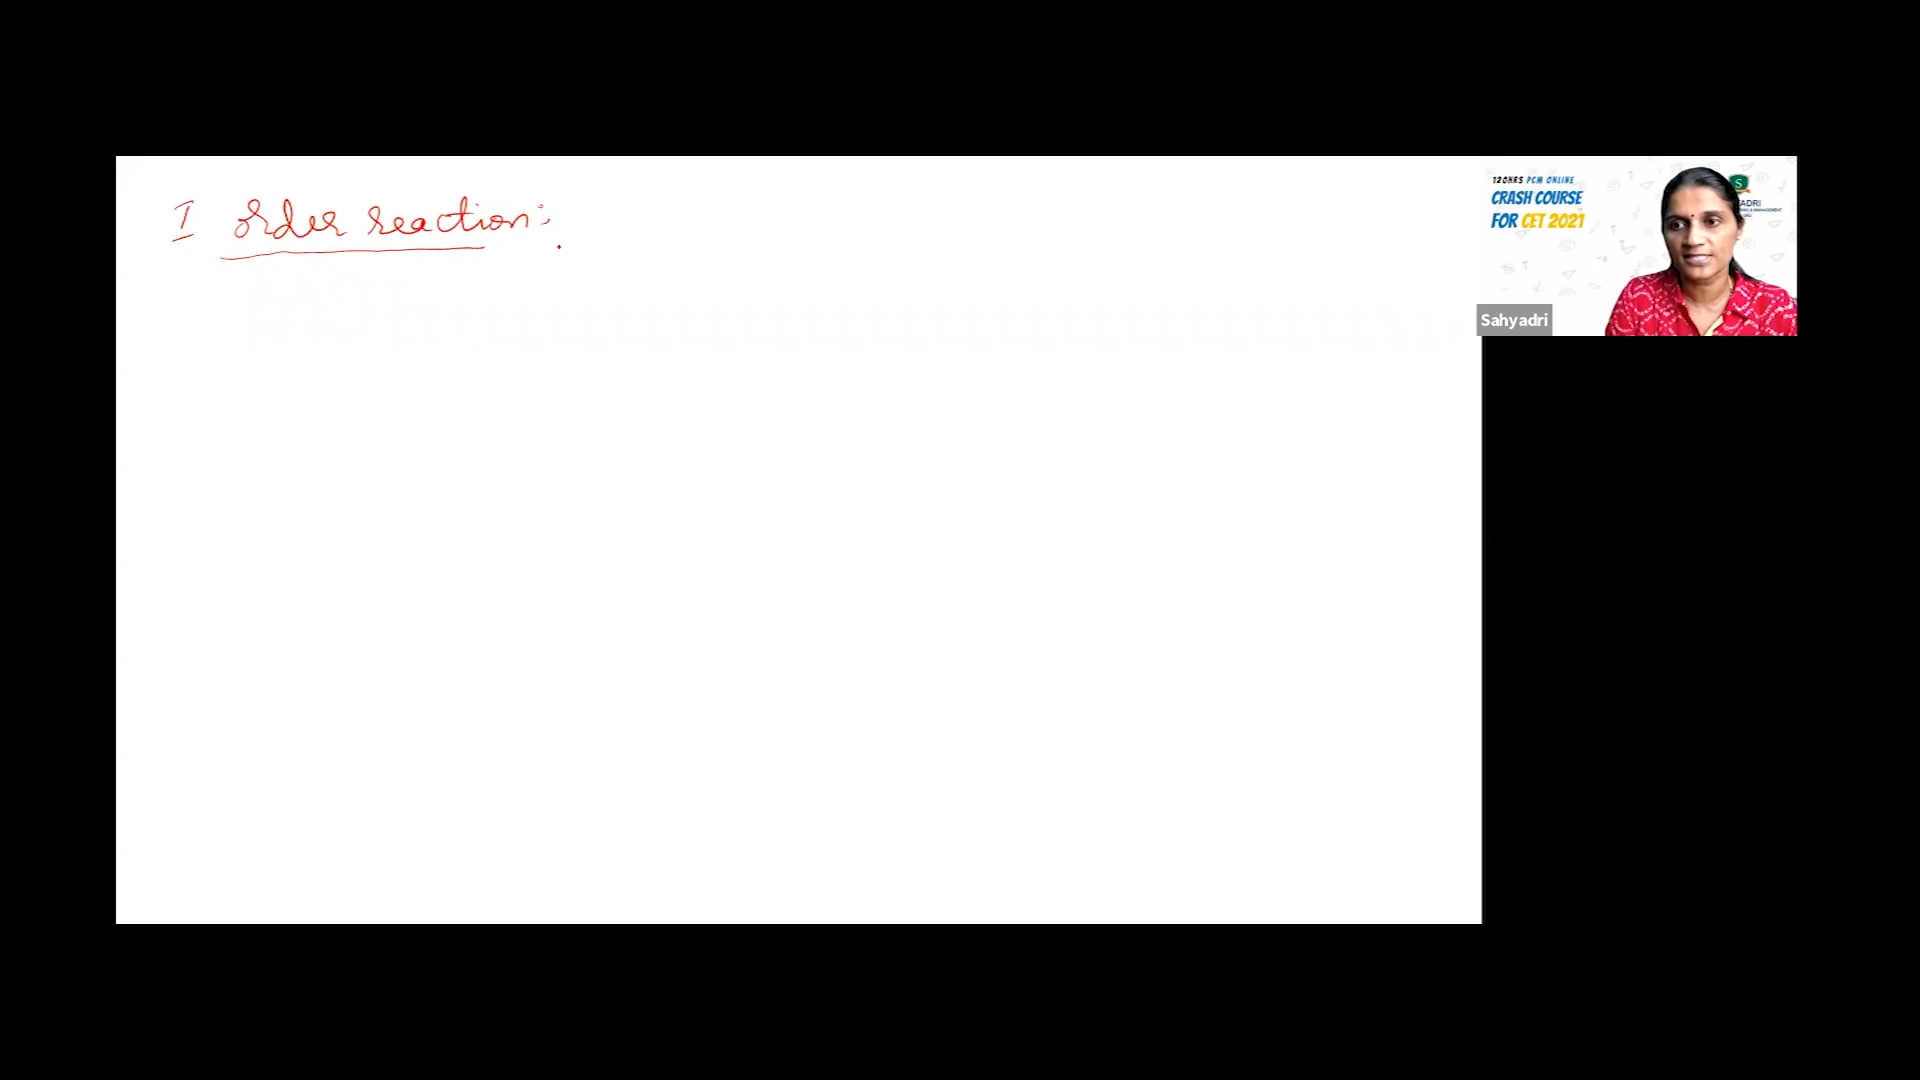 I order reaction:
120HRS PCM ONLINE
CRASH COURSE
FOR CET 2021
S
Sahyadri